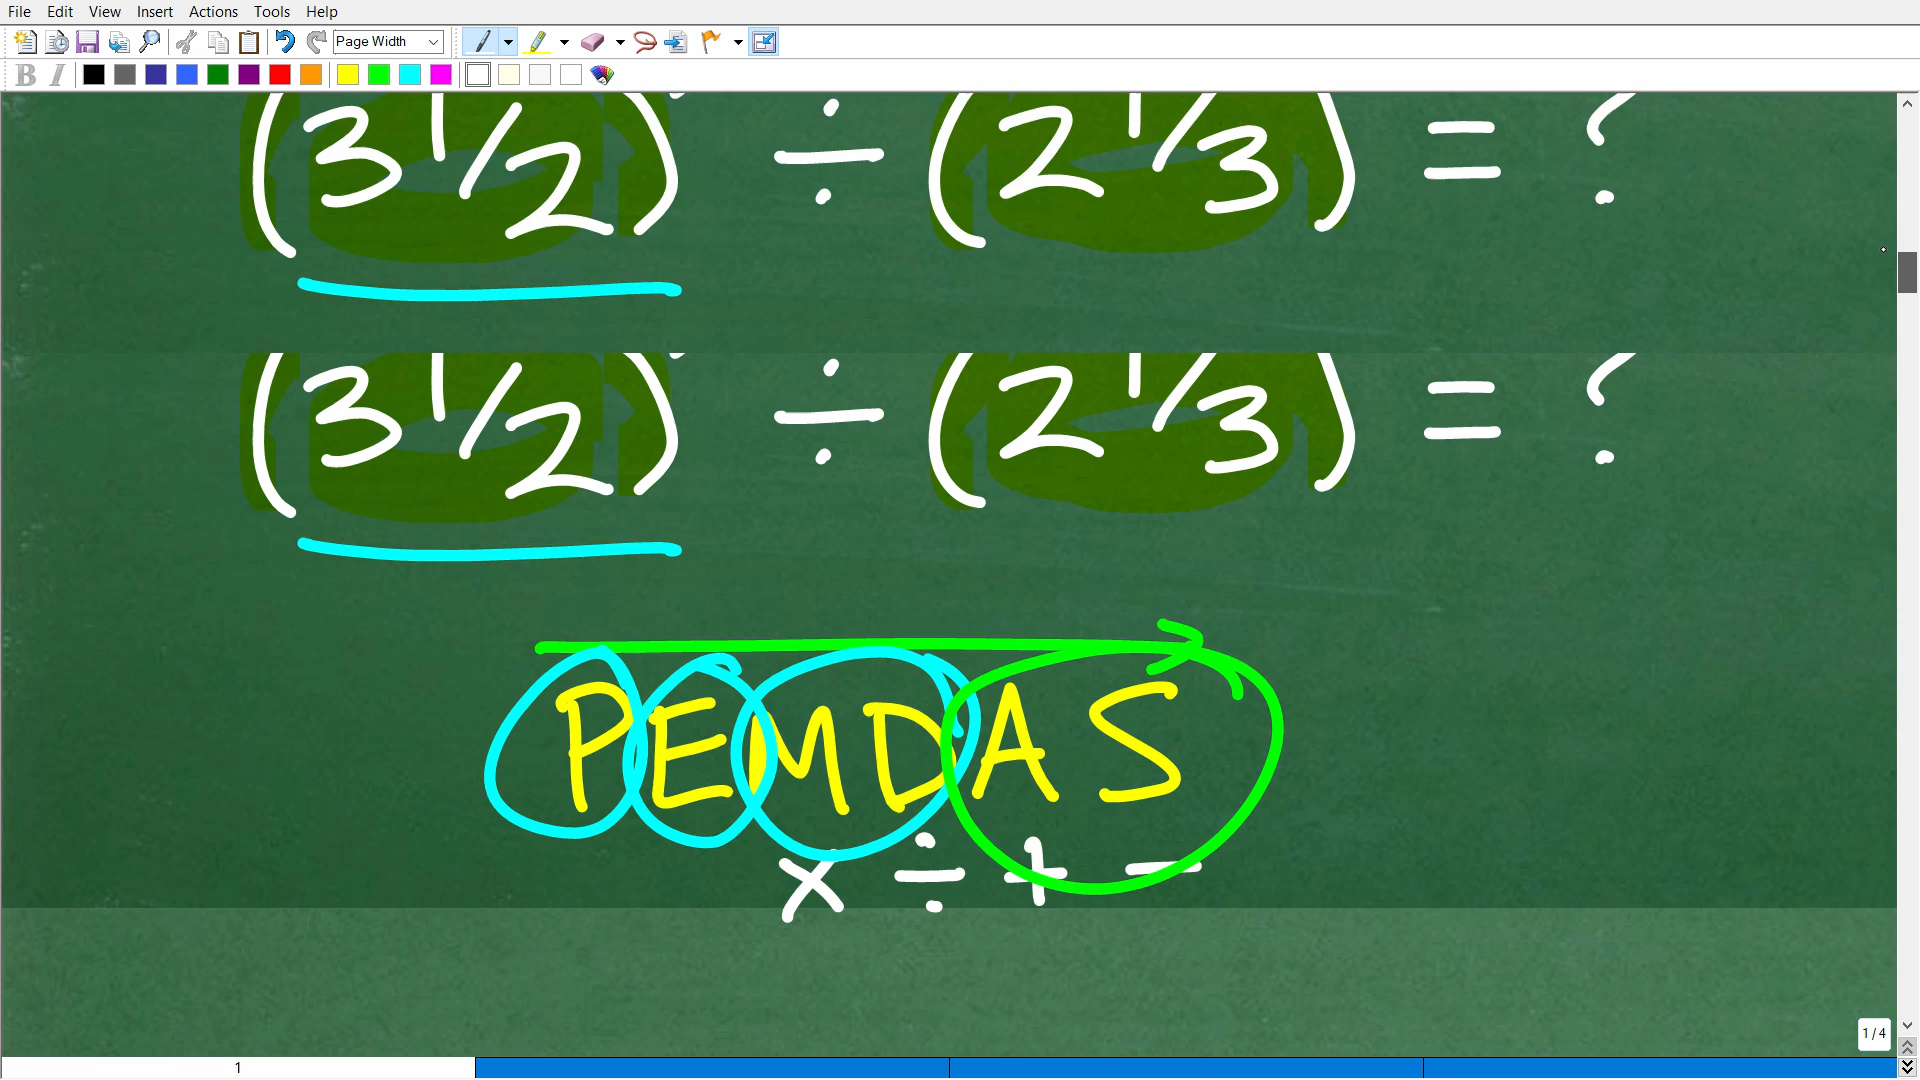 File Edit View Insert Actions Tools Help
Page Width
B I
(3 1/2) ÷ (2 1/3) = ?
(3 1/2) ÷ (2 1/3) = ?
PEMDAS
× ÷ + −
1 / 4
1